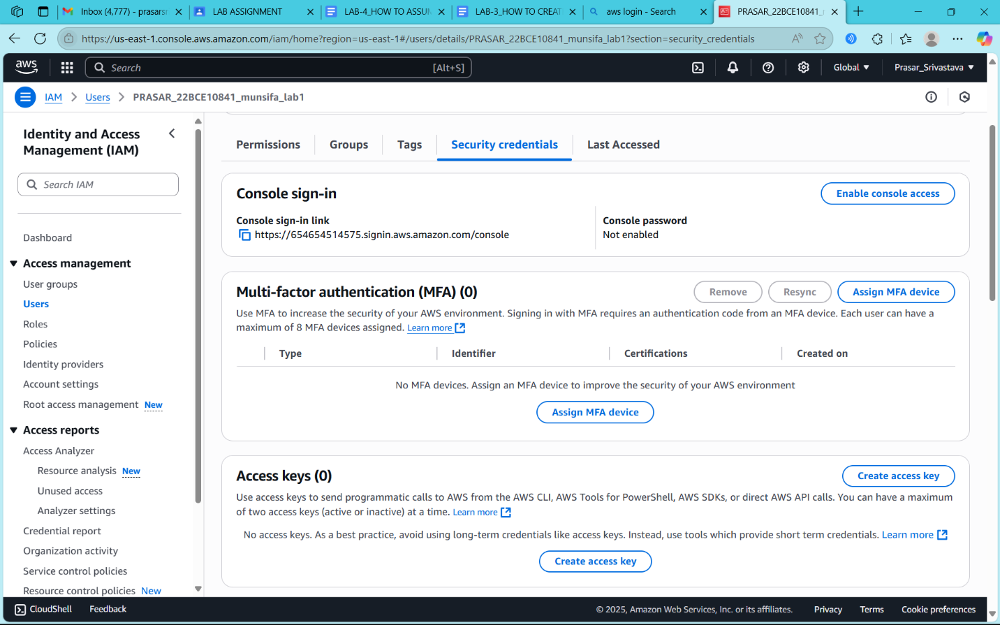 Inbox (4,777) - prasarsr
LAB ASSIGNMENT
LAB-4_HOW TO ASSUM
LAB-3_HOW TO CREAT
aws login - Search
PRASAR_22BCE10841_
https://us-east-1.console.aws.amazon.com/iam/home?region=us-east-1#/users/details/PRASAR_22BCE10841_munsifa_lab1?section=security_credentials
aws
Search
[Alt+S]
Global
Prasar_Srivastava
IAM
Users
PRASAR_22BCE10841_munsifa_lab1
Identity and Access
Management (IAM)
Search IAM
Dashboard
Access management
User groups
Users
Roles
Policies
Identity providers
Account settings
Root access management New
Access reports
Access Analyzer
Resource analysis New
Unused access
Analyzer settings
Credential report
Organization activity
Service control policies
Resource control policies New
Permissions
Groups
Tags
Security credentials
Last Accessed
Console sign-in
Enable console access
Console sign-in link
https://654654514575.signin.aws.amazon.com/console
Console password
Not enabled
Multi-factor authentication (MFA) (0)
Remove
Resync
Assign MFA device
Use MFA to increase the security of your AWS environment. Signing in with MFA requires an authentication code from an MFA device. Each user can have a
maximum of 8 MFA devices assigned. Learn more
Type
Identifier
Certifications
Created on
No MFA devices. Assign an MFA device to improve the security of your AWS environment
Assign MFA device
Access keys (0)
Create access key
Use access keys to send programmatic calls to AWS from the AWS CLI, AWS Tools for PowerShell, AWS SDKs, or direct AWS API calls. You can have a maximum
of two access keys (active or inactive) at a time. Learn more
No access keys. As a best practice, avoid using long-term credentials like access keys. Instead, use tools which provide short term credentials. Learn more
Create access key
CloudShell
Feedback
© 2025, Amazon Web Services, Inc. or its affiliates.
Privacy
Terms
Cookie preferences